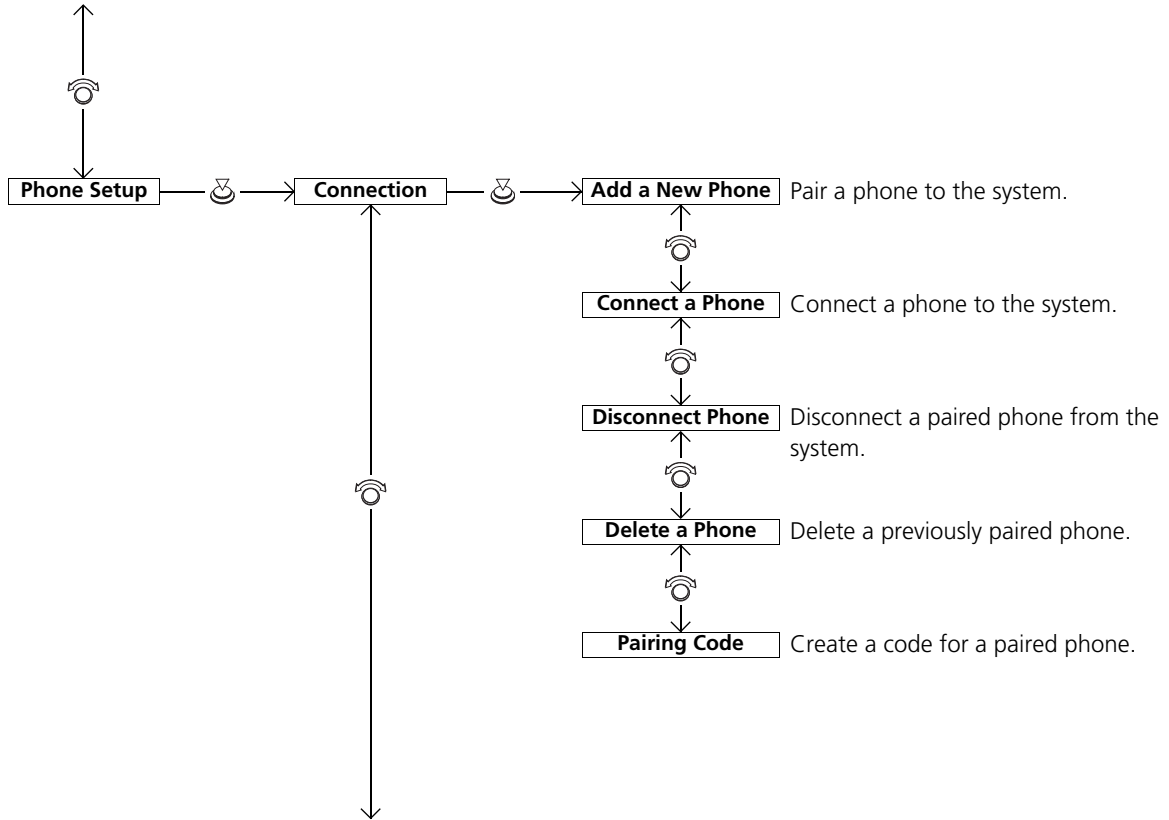 Phone Setup
Connection
Add a New Phone
Pair a phone to the system.
Connect a Phone
Connect a phone to the system.
Disconnect Phone
Disconnect a paired phone from the
system.
Delete a Phone
Delete a previously paired phone.
Pairing Code
Create a code for a paired phone.